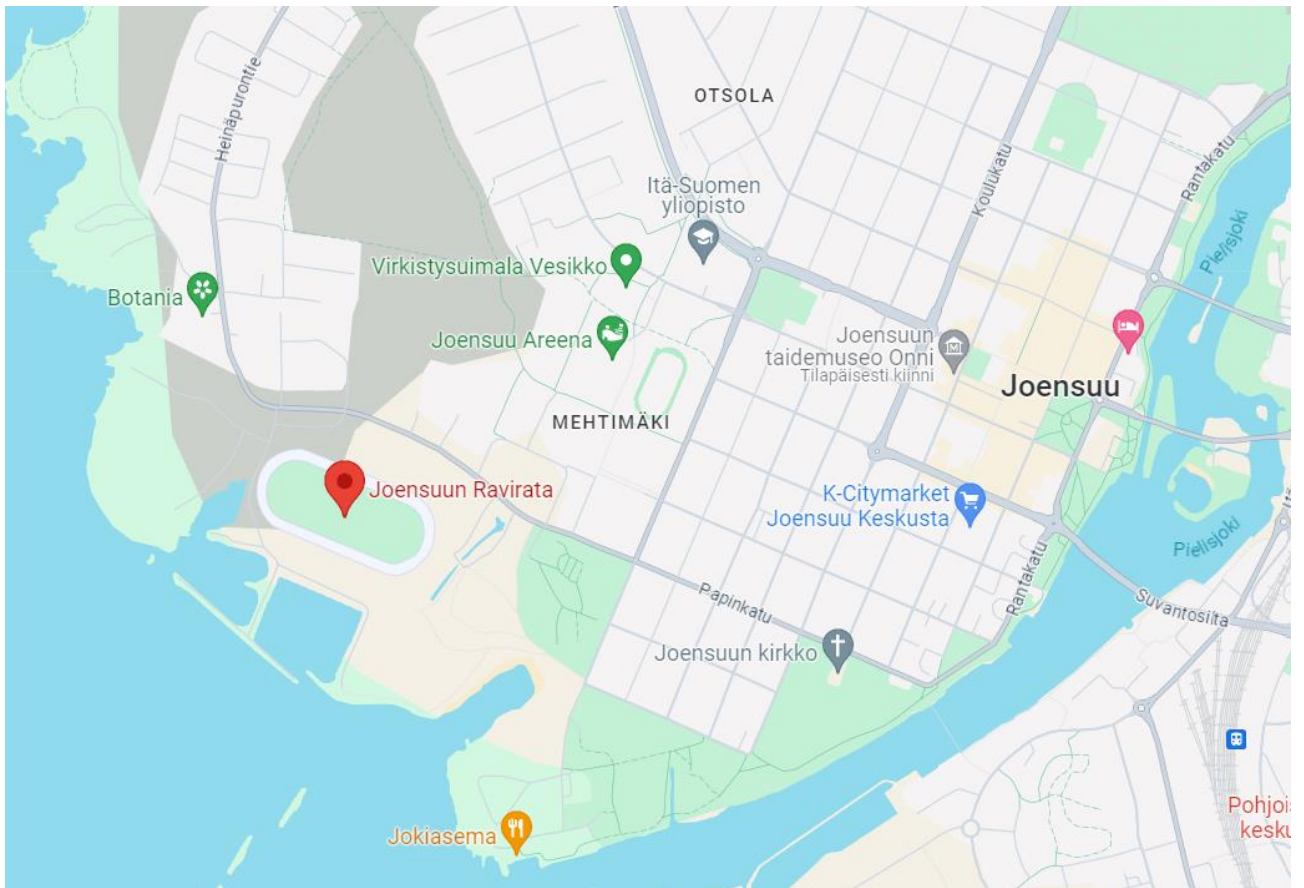 OTSOLA
Heinäpurontie
Koulukatu
Rantakatu
Itä-Suomen
yliopisto
Pielisjoki
Virkistysuimala Vesikko
Botania
Joensuu Areena
Joensuun
taidemuseo Onni
Tilapäisesti kiinni
Joensuu
MEHTIMÄKI
Joensuun Ravirata
K-Citymarket
Joensuu Keskusta
Pielisjoki
Rantakatu
Papinkatu
Suvantosilta
Joensuun kirkko
Jokiasema
Pohjois
kesku